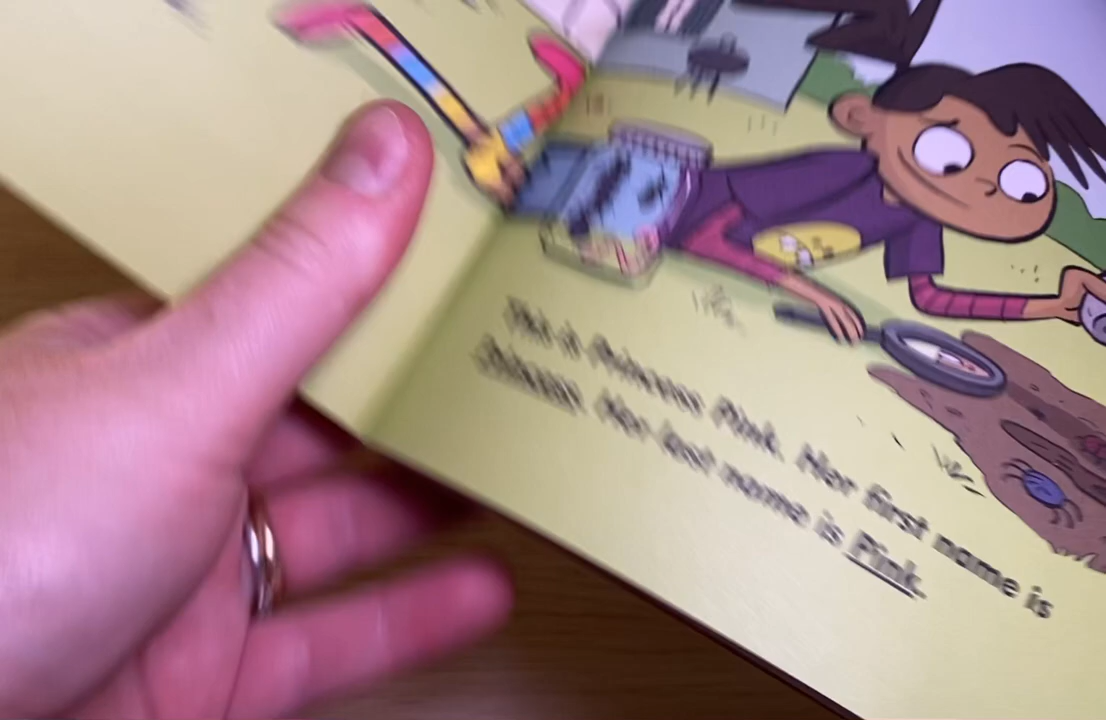 This is Princess Pink. Her first name is
Princess. Her last name is Pink.